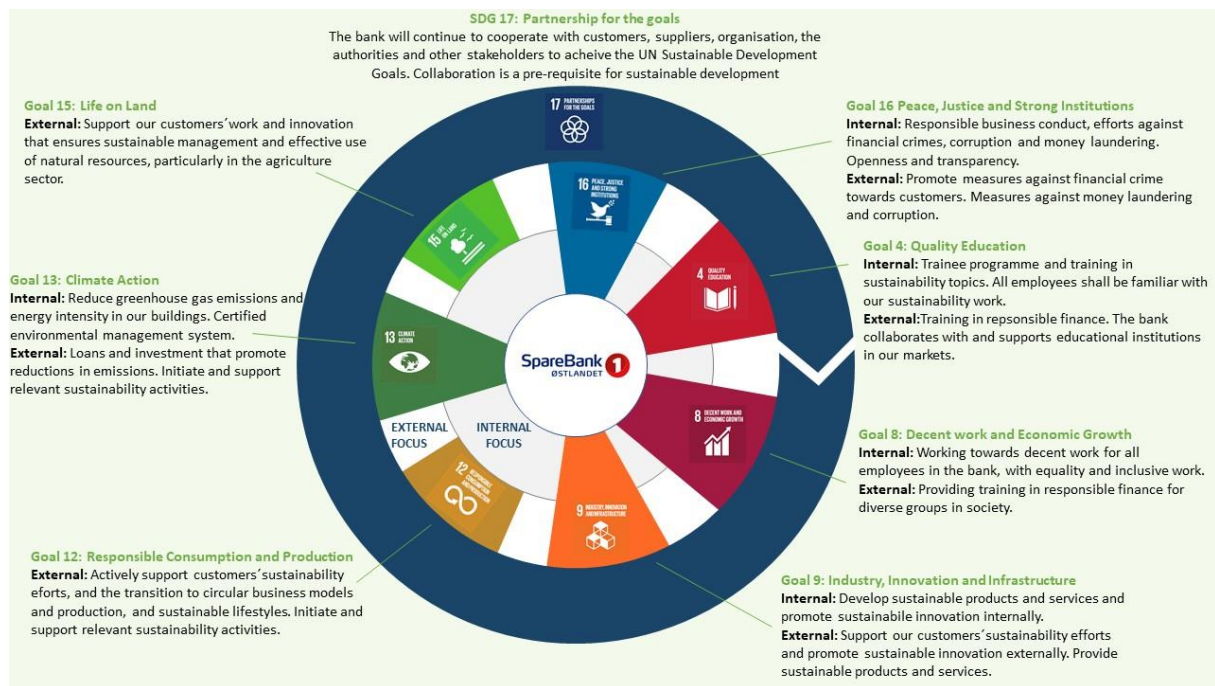 SDG 17: Partnership for the goals
The bank will continue to cooperate with customers, suppliers, organisation, the
authorities and other stakeholders to acheive the UN Sustainable Development
Goals. Collaboration is a pre-requisite for sustainable development
Goal 15: Life on Land
External: Support our customers´work and innovation
that ensures sustainable management and effective use
of natural resources, particularly in the agriculture
sector.
Goal 13: Climate Action
Internal: Reduce greenhouse gas emissions and
energy intensity in our buildings. Certified
environmental management system.
External: Loans and investment that promote
reductions in emissions. Initiate and support
relevant sustainability activities.
Goal 12: Responsible Consumption and Production
External: Actively support customers´sustainability
eforts, and the transition to circular business models
and production, and sustainable lifestyles. Initiate and
support relevant sustainability activities.
17 PARTNERSHIPS
FOR THE GOALS
16 PEACE, JUSTICE
AND STRONG
INSTITUTIONS
15 LIFE
ON LAND
4 QUALITY
EDUCATION
13 CLIMATE
ACTION
SpareBank 1
ØSTLANDET
8 DECENT WORK AND
ECONOMIC GROWTH
EXTERNAL
FOCUS
INTERNAL
FOCUS
12 RESPONSIBLE
CONSUMPTION
AND PRODUCTION
9 INDUSTRY, INNOVATION
AND INFRASTRUCTURE
Goal 16 Peace, Justice and Strong Institutions
Internal: Responsible business conduct, efforts against
financial crimes, corruption and money laundering.
Openness and transparency.
External: Promote measures against financial crime
towards customers. Measures against money laundering
and corruption.
Goal 4: Quality Education
Internal: Trainee programme and training in
sustainability topics. All employees shall be familiar with
our sustainability work.
External:Training in repsonsible finance. The bank
collaborates with and supports educational institutions
in our markets.
Goal 8: Decent work and Economic Growth
Internal: Working towards decent work for all
employees in the bank, with equality and inclusive work.
External: Providing training in responsible finance for
diverse groups in society.
Goal 9: Industry, Innovation and Infrastructure
Internal: Develop sustainable products and services and
promote sustainabile innovation internally.
External: Support our customers´sustainability efforts
and promote sustainable innovation externally. Provide
sustainable products and services.